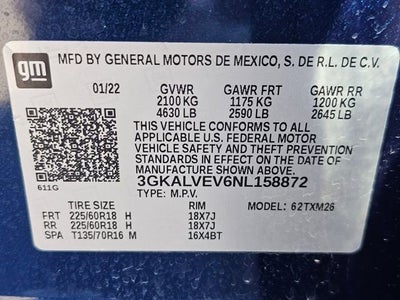 gm
MFD BY GENERAL MOTORS DE MEXICO, S. DE R.L. DE C.V.
01/22 GVWR GAWR FRT GAWR RR
2100 KG 1175 KG 1200 KG
4630 LB 2590 LB 2645 LB
THIS VEHICLE CONFORMS TO ALL
APPLICABLE U.S. FEDERAL MOTOR
VEHICLE SAFETY AND THEFT PREVENTION
STANDARDS IN EFFECT ON THE DATE OF
MANUFACTURE SHOWN ABOVE.
3GKALVEV6NL158872
611G
TYPE: M.P.V.
TIRE SIZE RIM MODEL: 62TXM26
FRT 225/60R18 H 18X7J
RR 225/60R18 H 18X7J
SPA T135/70R16 M 16X4BT